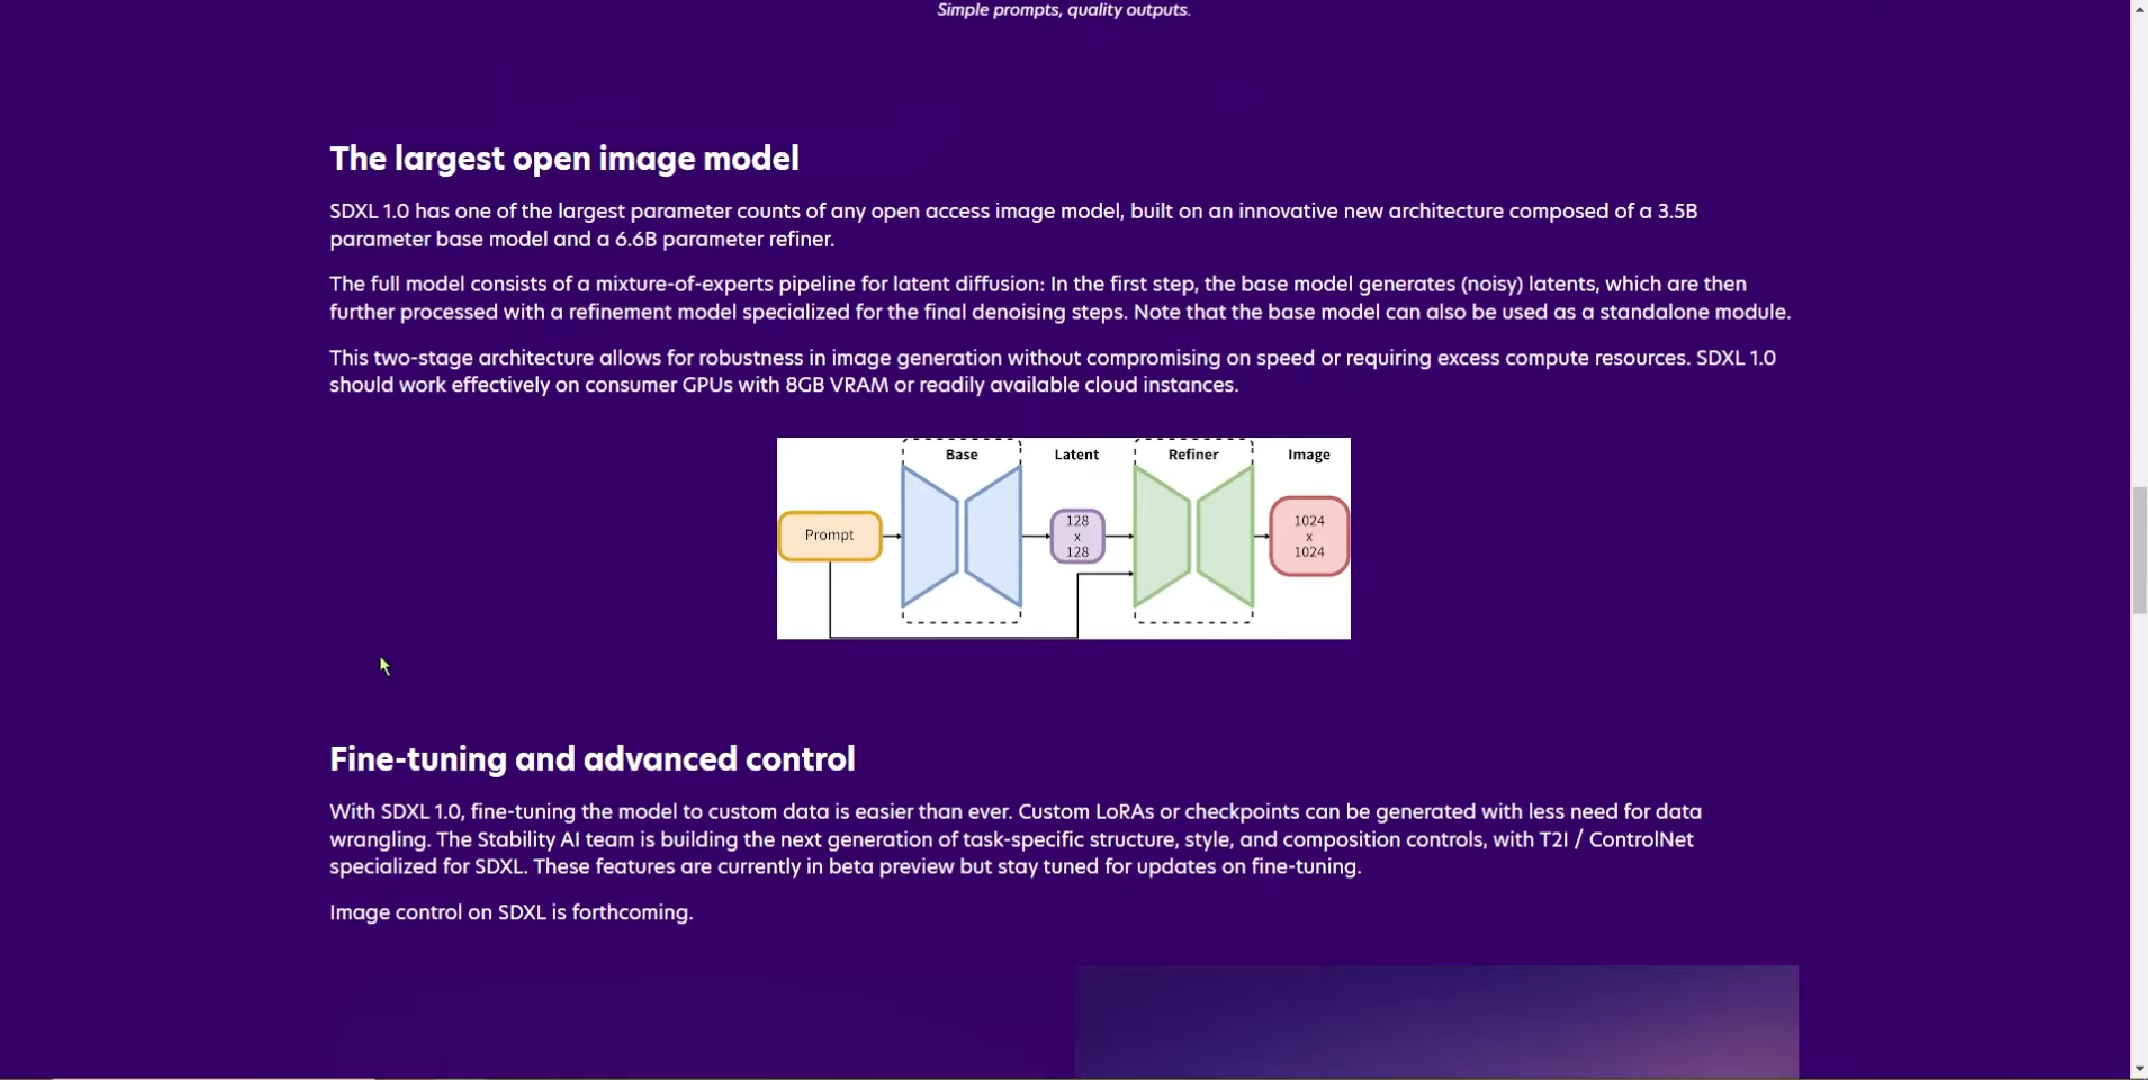 Simple prompts, quality outputs.
The largest open image model
SDXL 1.0 has one of the largest parameter counts of any open access image model, built on an innovative new architecture composed of a 3.5B
parameter base model and a 6.6B parameter refiner.
The full model consists of a mixture-of-experts pipeline for latent diffusion: In the first step, the base model generates (noisy) latents, which are then
further processed with a refinement model specialized for the final denoising steps. Note that the base model can also be used as a standalone module.
This two-stage architecture allows for robustness in image generation without compromising on speed or requiring excess compute resources. SDXL 1.0
should work effectively on consumer GPUs with 8GB VRAM or readily available cloud instances.
Base Latent Refiner Image
Prompt
128
x
128
1024
x
1024
Fine-tuning and advanced control
With SDXL 1.0, fine-tuning the model to custom data is easier than ever. Custom LoRAs or checkpoints can be generated with less need for data
wrangling. The Stability AI team is building the next generation of task-specific structure, style, and composition controls, with T2I / ControlNet
specialized for SDXL. These features are currently in beta preview but stay tuned for updates on fine-tuning.
Image control on SDXL is forthcoming.